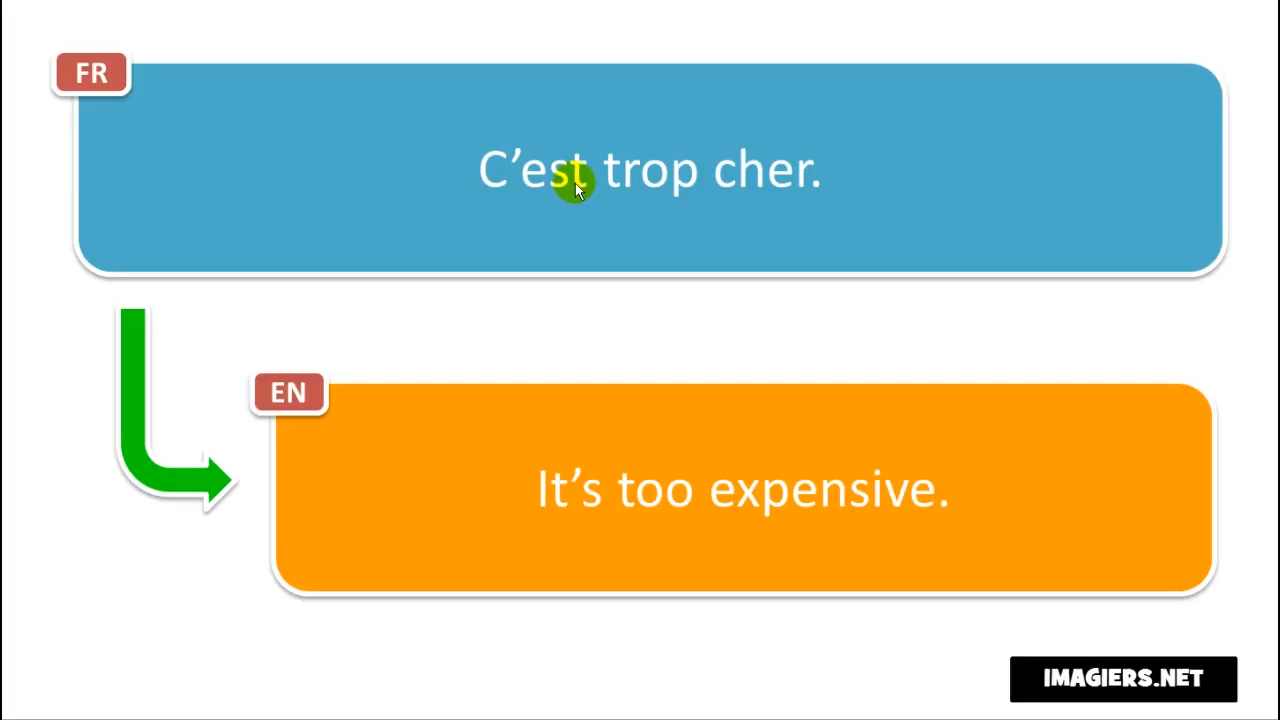 FR
C’est trop cher.
EN
It’s too expensive.
IMAGIERS.NET